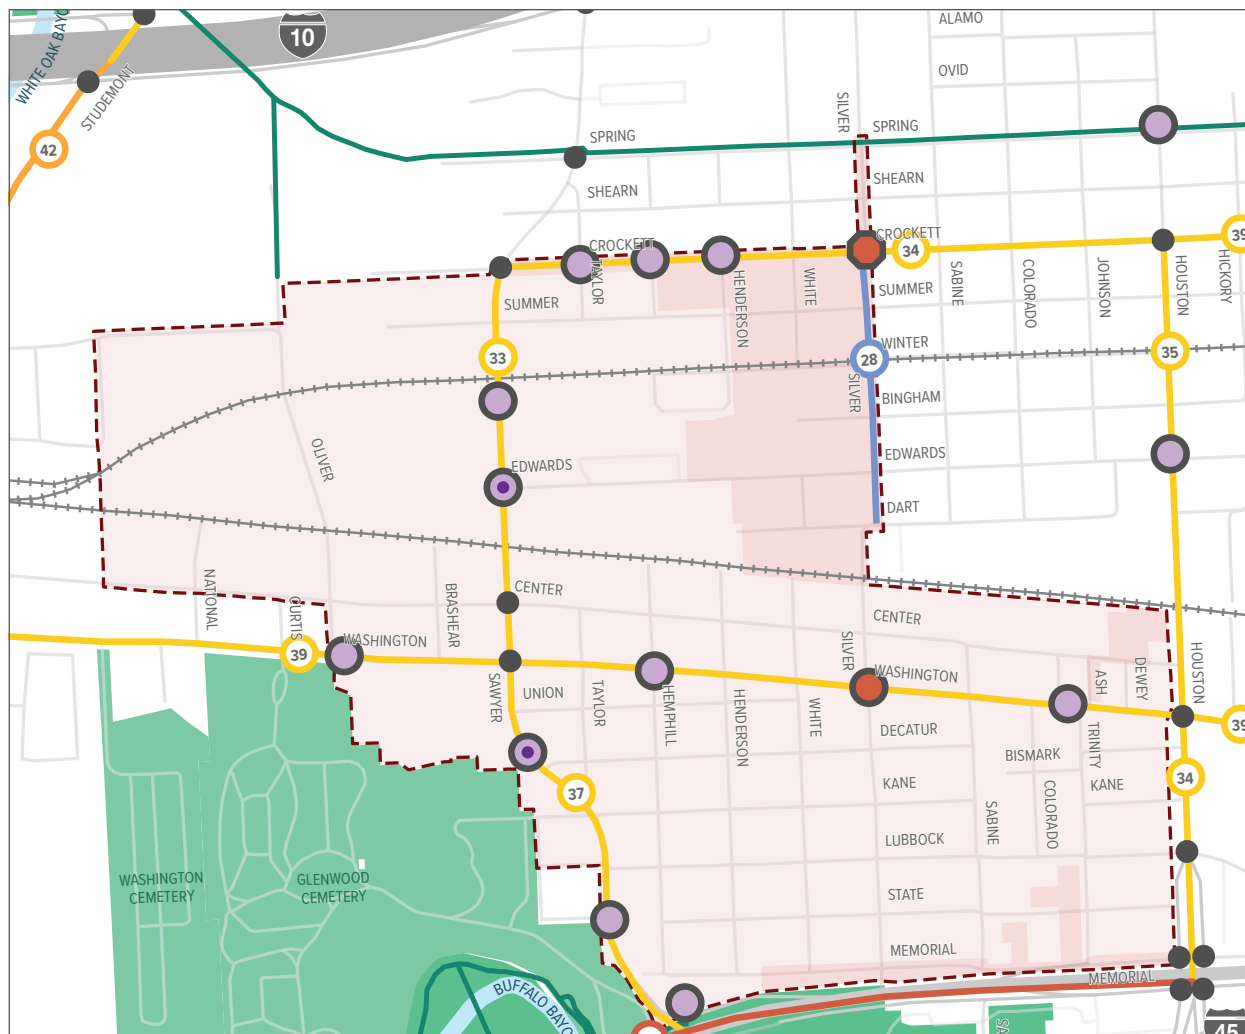 ALAMO
10
WHITE OAK BAYO
OVID
STUDEMONT
SILVER
SPRING
42
SPRING
SHEARN
SHEARN
CROCKETT
CROCKETT
34
39
TAYLOR
HENDERSON
WHITE
SUMMER
SABINE
COLORADO
JOHNSON
HOUSTON
HICKORY
SUMMER
33
28
WINTER
35
SILVER
BINGHAM
OLIVER
EDWARDS
EDWARDS
DART
NATIONAL
CURTIS
BRASHEAR
CENTER
CENTER
39
WASHINGTON
SILVER
WASHINGTON
ASH
DEWEY
HOUSTON
SAWYER
UNION
TAYLOR
HEMPHILL
HENDERSON
WHITE
DECATUR
BISMARK
TRINITY
39
37
KANE
SABINE
COLORADO
KANE
34
LUBBOCK
WASHINGTON
CEMETERY
GLENWOOD
CEMETERY
STATE
MEMORIAL
MEMORIAL
BUFFALO BAYO
SA
45